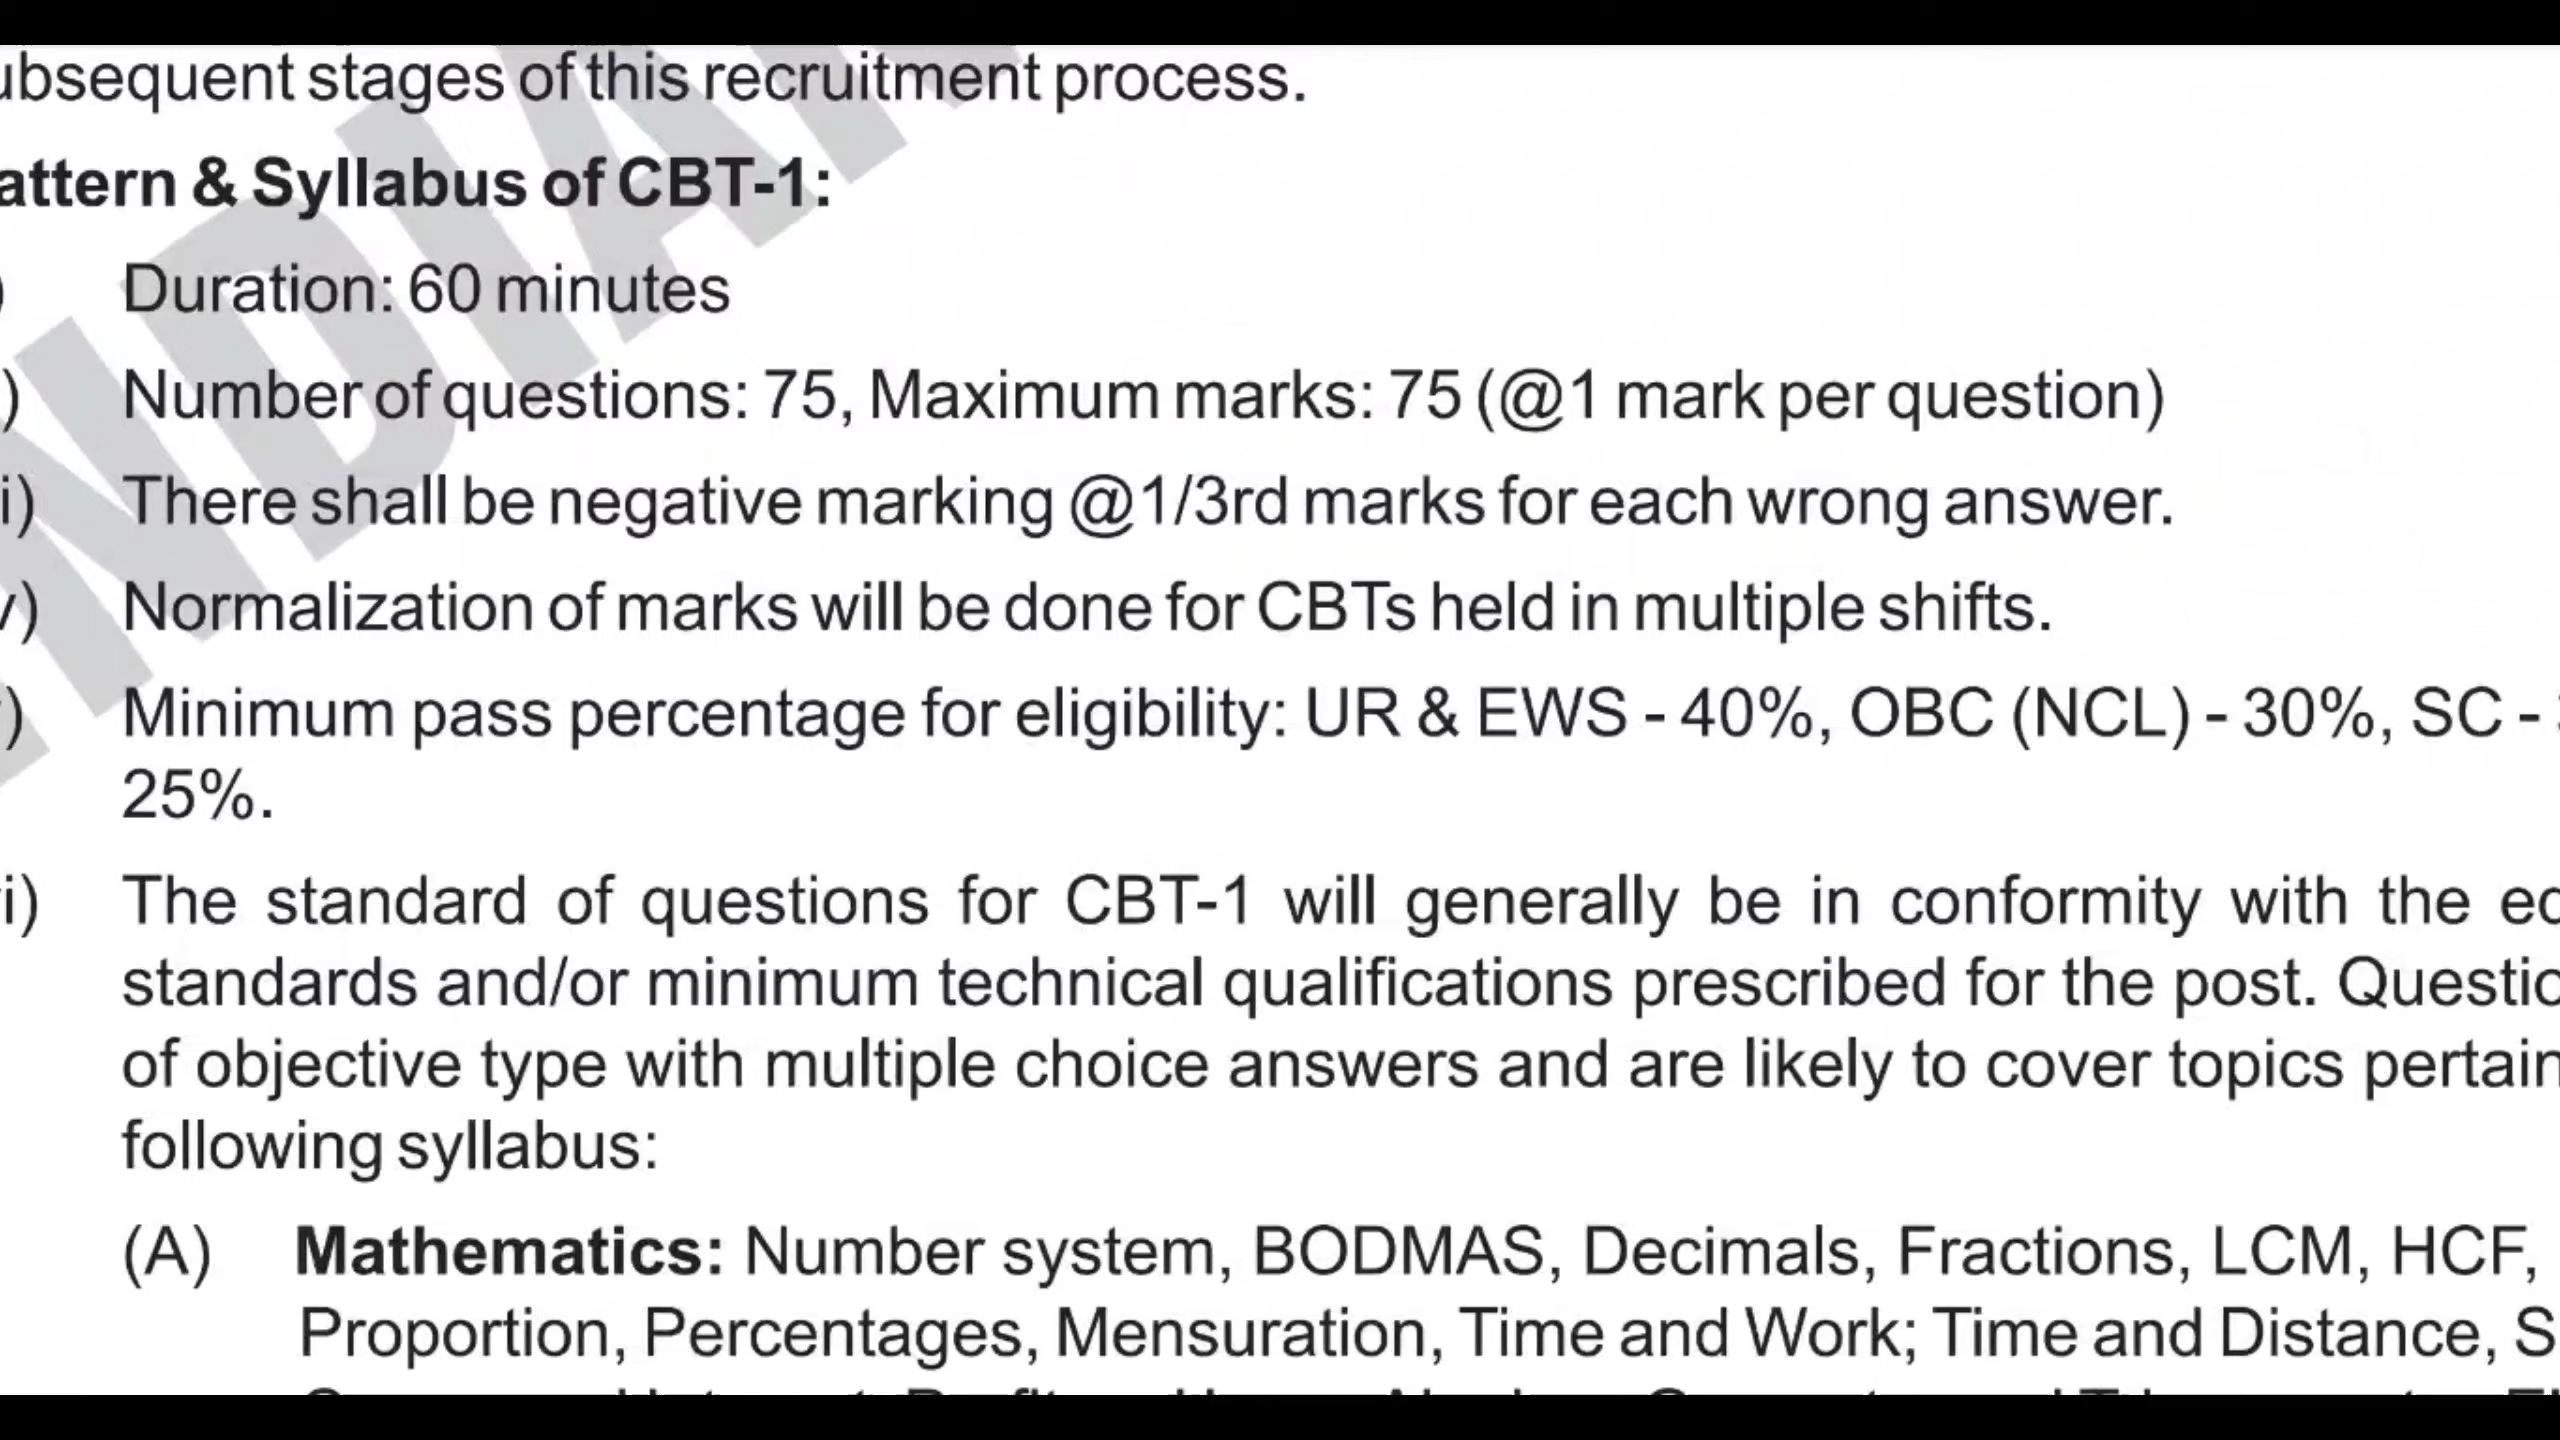 ubsequent stages of this recruitment process.
attern & Syllabus of CBT-1:
) Duration: 60 minutes
) Number of questions: 75, Maximum marks: 75 (@1 mark per question)
i) There shall be negative marking @1/3rd marks for each wrong answer.
v) Normalization of marks will be done for CBTs held in multiple shifts.
) Minimum pass percentage for eligibility: UR & EWS - 40%, OBC (NCL) - 30%, SC -
25%.
i) The standard of questions for CBT-1 will generally be in conformity with the
standards and/or minimum technical qualifications prescribed for the post. Questio
of objective type with multiple choice answers and are likely to cover topics pertain
following syllabus:
(A) Mathematics: Number system, BODMAS, Decimals, Fractions, LCM, HCF,
Proportion, Percentages, Mensuration, Time and Work; Time and Distance, S